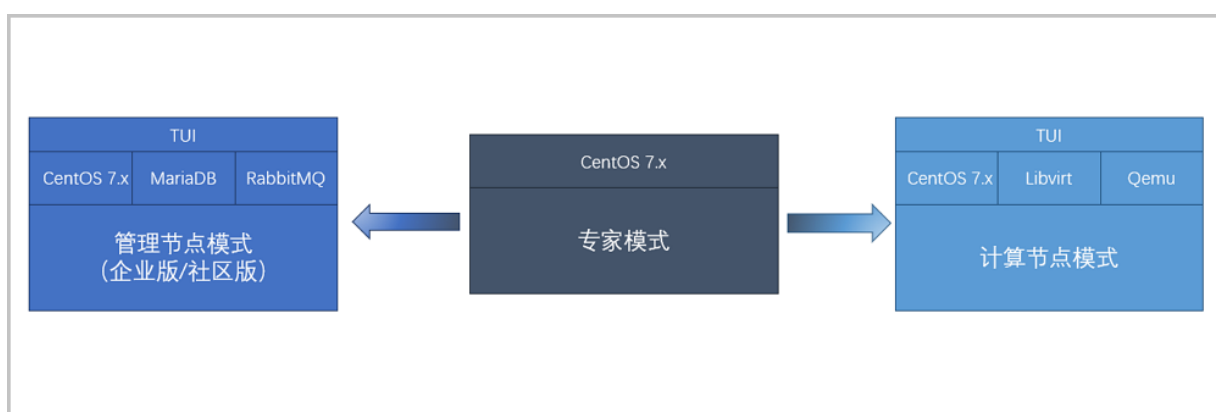 TUI
CentOS 7.x MariaDB RabbitMQ
管理节点模式
(企业版/社区版)
CentOS 7.x
专家模式
TUI
CentOS 7.x Libvirt Qemu
计算节点模式